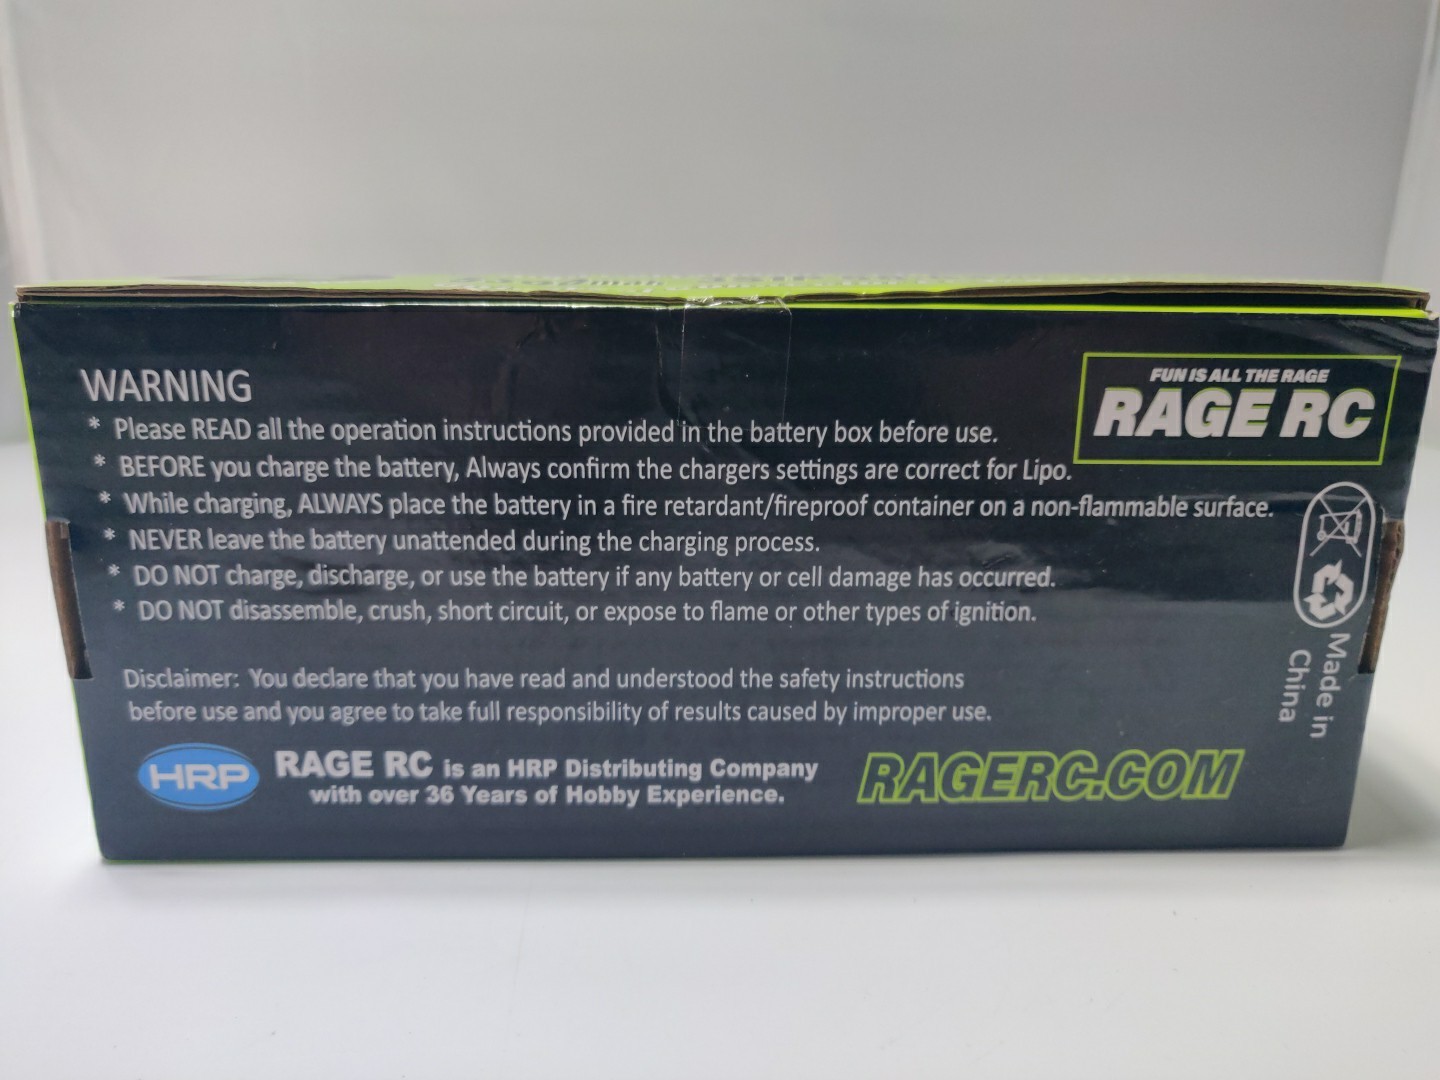 WARNING
* Please READ all the operation instructions provided in the battery box before use.
* BEFORE you charge the battery, Always confirm the chargers settings are correct for Lipo.
* While charging, ALWAYS place the battery in a fire retardant/fireproof container on a non-flammable surface.
* NEVER leave the battery unattended during the charging process.
* DO NOT charge, discharge, or use the battery if any battery or cell damage has occurred.
* DO NOT disassemble, crush, short circuit, or expose to flame or other types of ignition.
Disclaimer: You declare that you have read and understood the safety instructions
before use and you agree to take full responsibility of results caused by improper use.
HRP
RAGE RC is an HRP Distributing Company
with over 36 Years of Hobby Experience.
RAGERC.COM
FUN IS ALL THE RAGE
RAGE RC
Made in
China